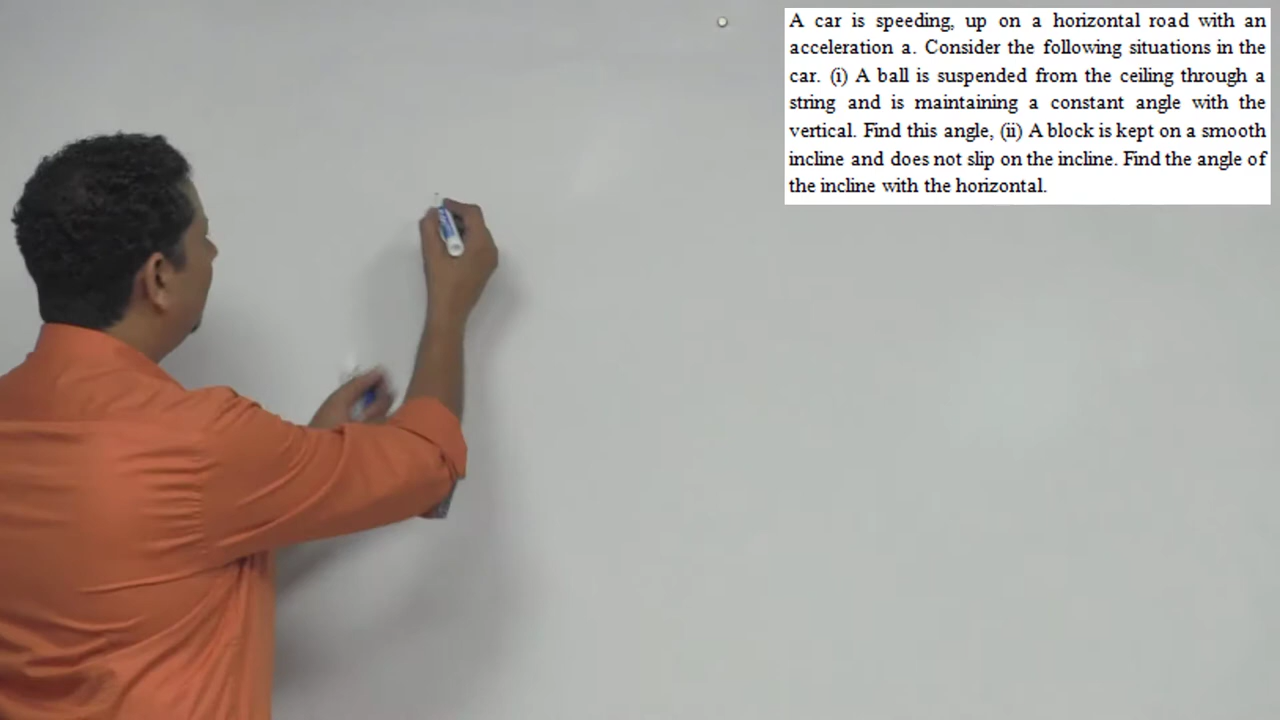 A car is speeding, up on a horizontal road with an
acceleration a. Consider the following situations in the
car. (i) A ball is suspended from the ceiling through a
string and is maintaining a constant angle with the
vertical. Find this angle, (ii) A block is kept on a smooth
incline and does not slip on the incline. Find the angle of
the incline with the horizontal.